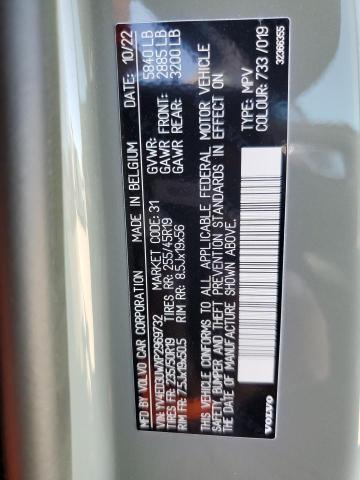 MFD BY VOLVO CAR CORPORATION MADE IN BELGIUM DATE: 10/22
VIN: YV4ED3UW1P2969732 MARKET CODE: 31 GVWR: 5840 LB
TIRES FR: 235/50R19 TIRES RR: 255/45R19 GAWR FRONT: 2885 LB
RIM FR: 7.5Jx19x50.5 RIM RR: 8.5Jx19x56 GAWR REAR: 3200 LB
THIS VEHICLE CONFORMS TO ALL APPLICABLE FEDERAL MOTOR VEHICLE
SAFETY, BUMPER, AND THEFT PREVENTION STANDARDS IN EFFECT ON
THE DATE OF MANUFACTURE SHOWN ABOVE.
TYPE: MPV
COLOUR: 733 /019
VOLVO 32366355